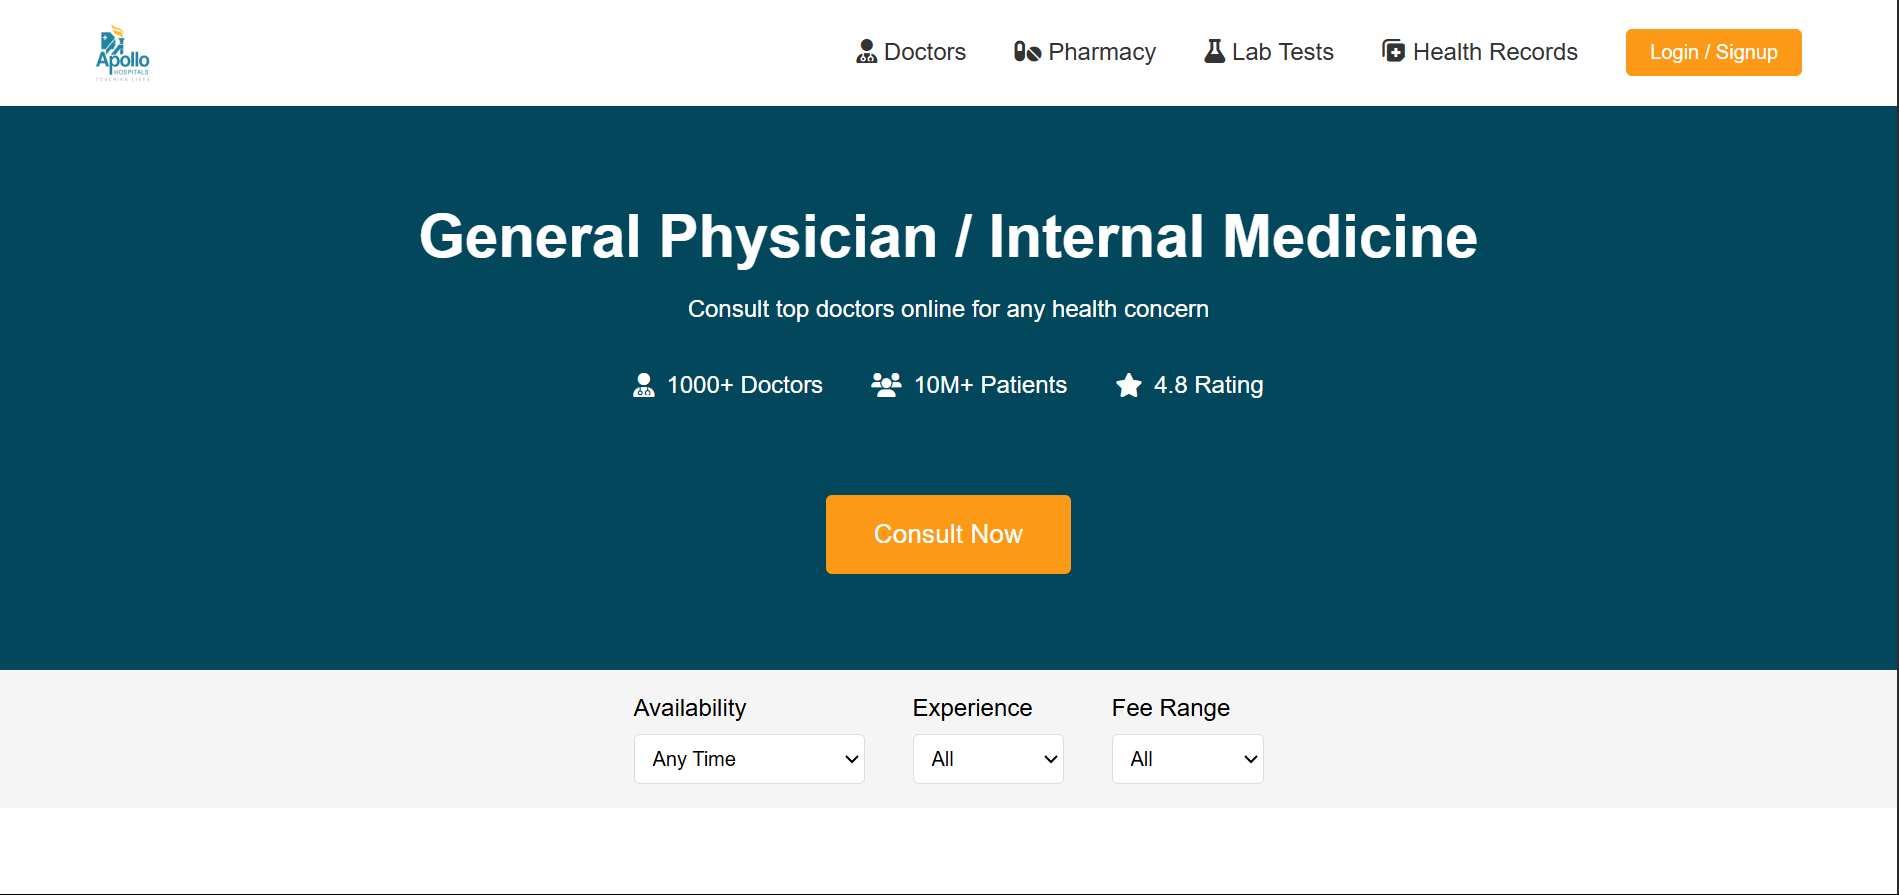 Apollo
HOSPITALS
TOUCHING LIVES
Doctors
Pharmacy
Lab Tests
Health Records
Login / Signup
General Physician / Internal Medicine
Consult top doctors online for any health concern
1000+ Doctors
10M+ Patients
4.8 Rating
Consult Now
Availability
Experience
Fee Range
Any Time
All
All